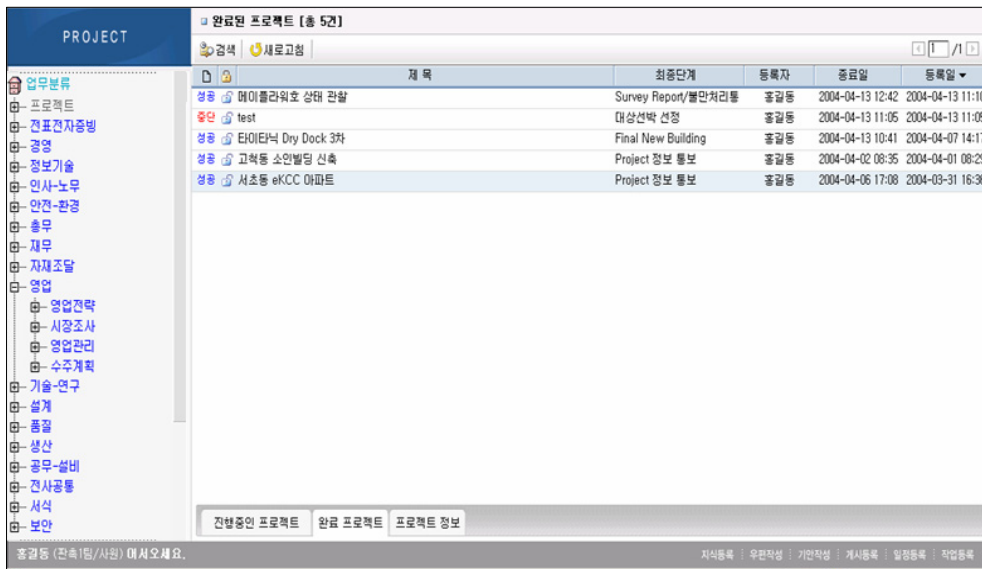 PROJECT
업무분류
프로젝트
전표전자증빙
경영
정보기술
인사-노무
안전-환경
총무
재무
자재조달
영업
영업전략
시장조사
영업관리
수주계획
기술-연구
설계
품질
생산
공무-설비
전사공통
서식
보안
완료된 프로젝트 [총 5건]
검색 새로고침 1 /1
제 목 최종단계 등록자 종료일 등록일 ▼
성공 메이플라워호 상태 관찰 Survey Report/불만처리통 홍길동 2004-04-13 12:42 2004-04-13 11:10
중단 test 대상선박 선정 홍길동 2004-04-13 11:05 2004-04-13 11:05
성공 타이타닉 Dry Dock 3차 Final New Building 홍길동 2004-04-13 10:41 2004-04-07 14:17
성공 고척동 소인빌딩 신축 Project 정보 통보 홍길동 2004-04-02 08:35 2004-04-01 08:29
성공 서초동 eKCC 아파트 Project 정보 통보 홍길동 2004-04-06 17:08 2004-03-31 16:36
진행중인 프로젝트 완료 프로젝트 프로젝트 정보
홍길동 (판촉1팀/사원) 어서오세요. 지식등록 우편작성 기안작성 게시등록 일정등록 작업등록